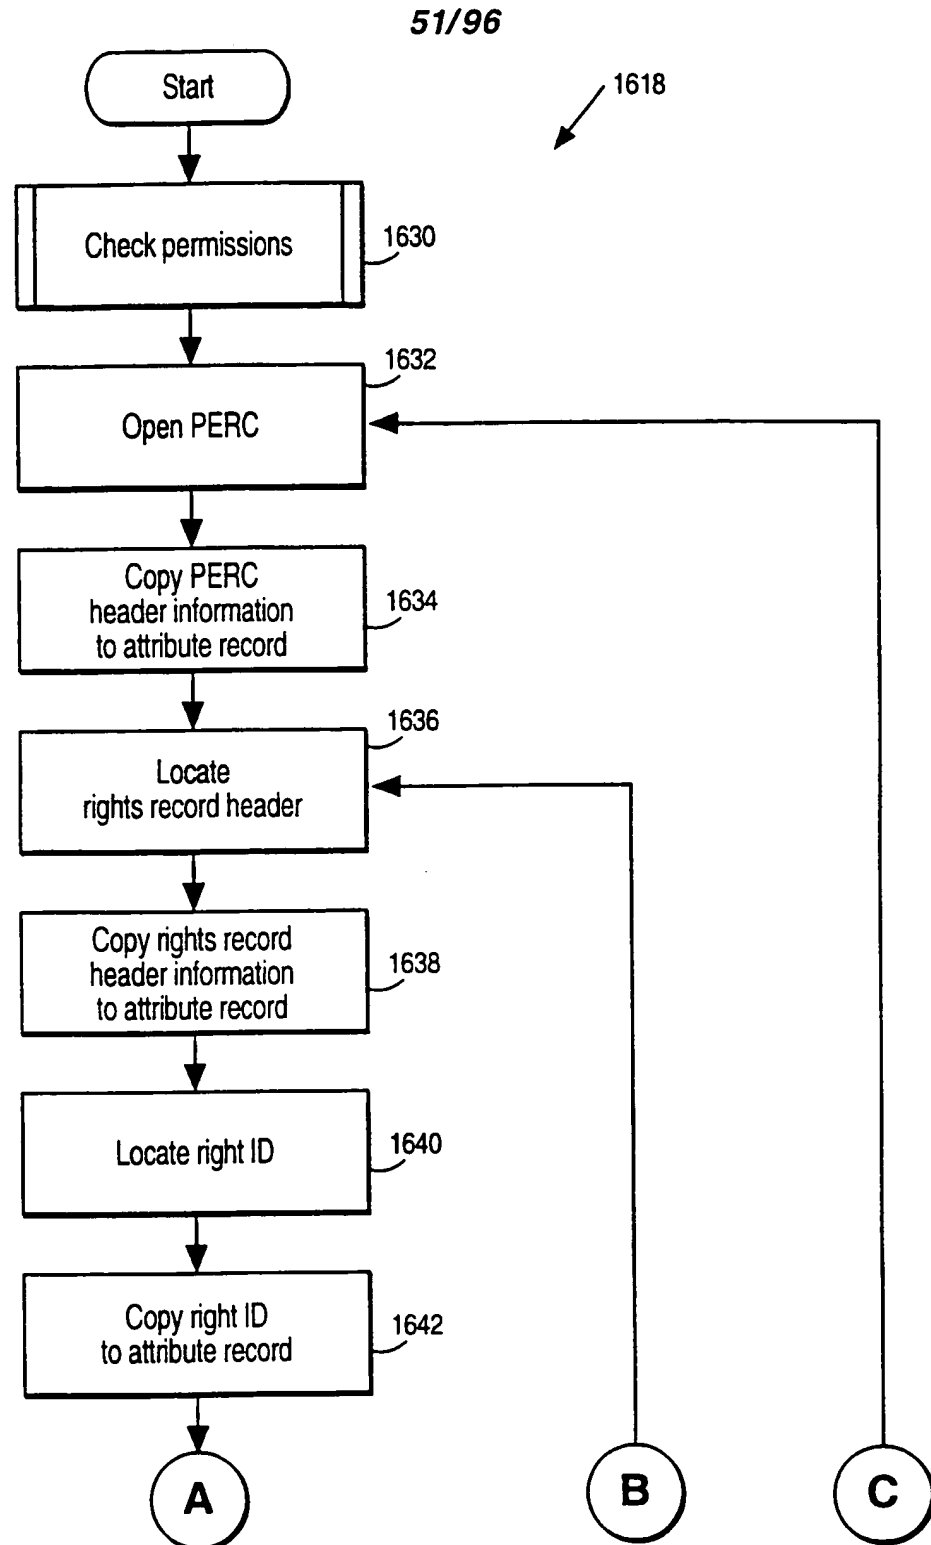 51/96
Start
1618
Check permissions
1630
1632
Open PERC
Copy PERC
header information
to attribute record
1634
1636
Locate
rights record header
Copy rights record
header information
to attribute record
1638
Locate right ID
1640
Copy right ID
to attribute record
1642
A
B
C